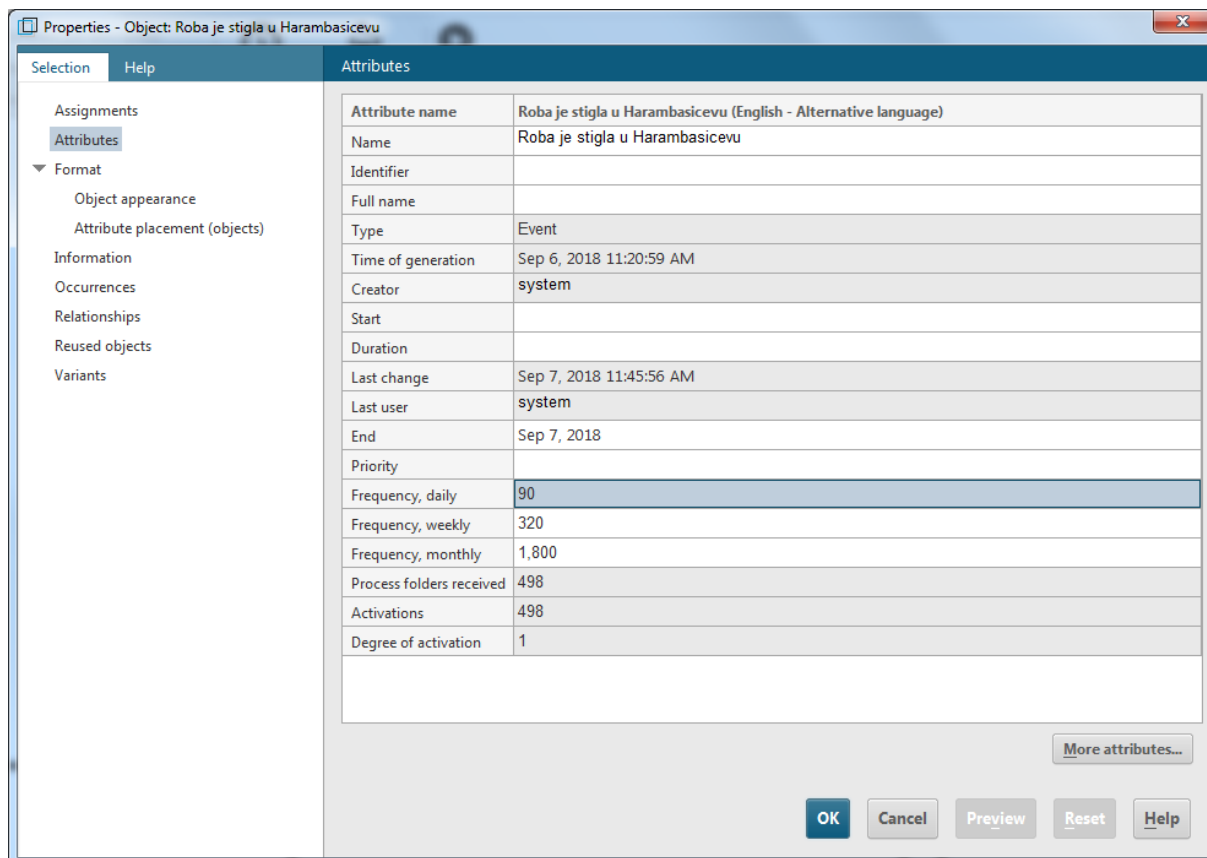 Properties - Object: Roba je stigla u Harambasicevu
x
Selection Help
Attributes
Assignments
Attributes
Format
Object appearance
Attribute placement (objects)
Information
Occurrences
Relationships
Reused objects
Variants
Attribute name Roba je stigla u Harambasicevu (English - Alternative language)
Name Roba je stigla u Harambasicevu
Identifier
Full name
Type Event
Time of generation Sep 6, 2018 11:20:59 AM
Creator system
Start
Duration
Last change Sep 7, 2018 11:45:56 AM
Last user system
End Sep 7, 2018
Priority
Frequency, daily 90
Frequency, weekly 320
Frequency, monthly 1,800
Process folders received 498
Activations 498
Degree of activation 1
More attributes...
OK Cancel Preview Reset Help